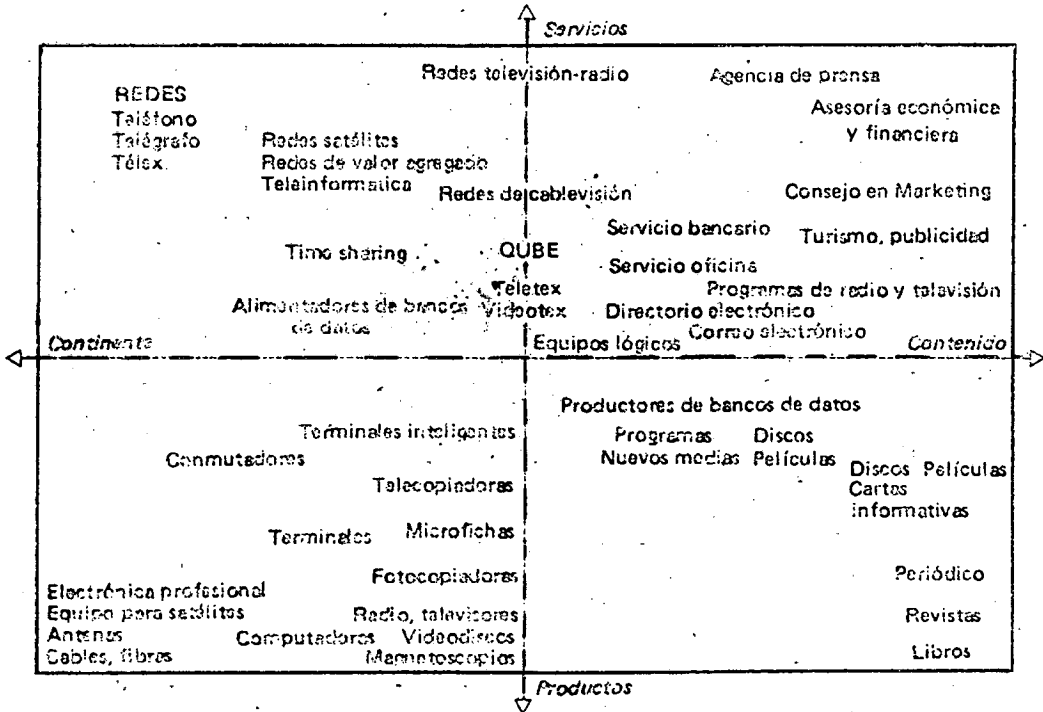 Servicios
Redes televisión-radio
Agencia de prensa
REDES
Teléfono
Telégrafo
Télex
Asesoría económica
y financiera
Redes satélites
Redes de valor agregado
Teleinformatica
Redes de cablevisión
Consejo en Marketing
Servicio bancario
Turismo, publicidad
Time sharing
QUBE
Servicio oficina
Teletex
Programas de radio y televisión
Alimentadores de bancos
de datos
Videotex
Directorio electrónico
Correo electrónico
Continente
Equipos lógicos
Contenido
Productores de bancos de datos
Terminales inteligentes
Programas
Nuevos medias
Discos
Películas
Conmutadores
Discos Películas
Cartas
informativas
Telecopiadoras
Terminales
Microfichas
Fotocopiadoras
Periódico
Electrónica profesional
Equipo para satélites
Antenas
Cables, fibras
Radio, televisores
Computadores
Videodiscos
Magnetoscopios
Revistas
Libros
Productos